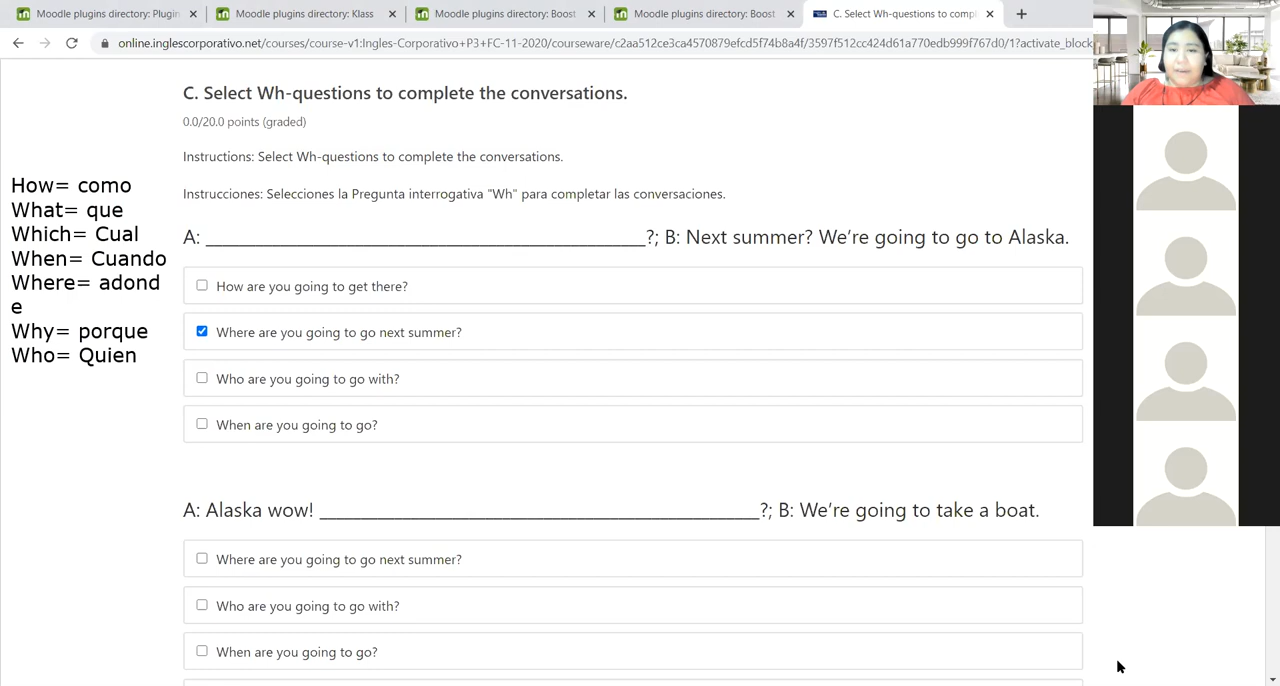 Moodle plugins directory: Plugin
Moodle plugins directory: Klass
Moodle plugins directory: Boost
Moodle plugins directory: Boost
C. Select Wh-questions to compl
online.inglescorporativo.net/courses/course-v1:Ingles-Corporativo+P3+FC-11-2020/courseware/c2aa512ce3ca4570879efcd5f74b8a4f/3597f512cc424d61a770edb999f767d0/1?activate_block
C. Select Wh-questions to complete the conversations.
0.0/20.0 points (graded)
Instructions: Select Wh-questions to complete the conversations.
Instrucciones: Selecciones la Pregunta interrogativa "Wh" para completar las conversaciones.
How= como
What= que
Which= Cual
When= Cuando
Where= adond
e
Why= porque
Who= Quien
A: ______________________________________________?; B: Next summer? We’re going to go to Alaska.
How are you going to get there?
Where are you going to go next summer?
Who are you going to go with?
When are you going to go?
A: Alaska wow! ______________________________________________?; B: We’re going to take a boat.
Where are you going to go next summer?
Who are you going to go with?
When are you going to go?